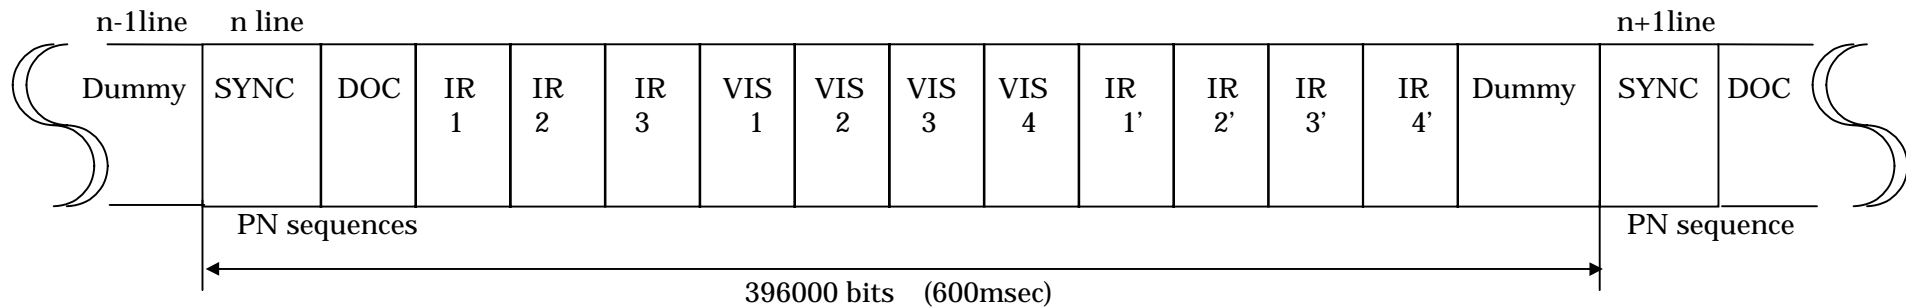 n-1line n line n+1line
Dummy SYNC DOC IR IR IR VIS VIS VIS VIS IR IR IR IR Dummy SYNC DOC
1 2 3 1 2 3 4 1’ 2’ 3’ 4’
PN sequences PN sequence
396000 bits (600msec)